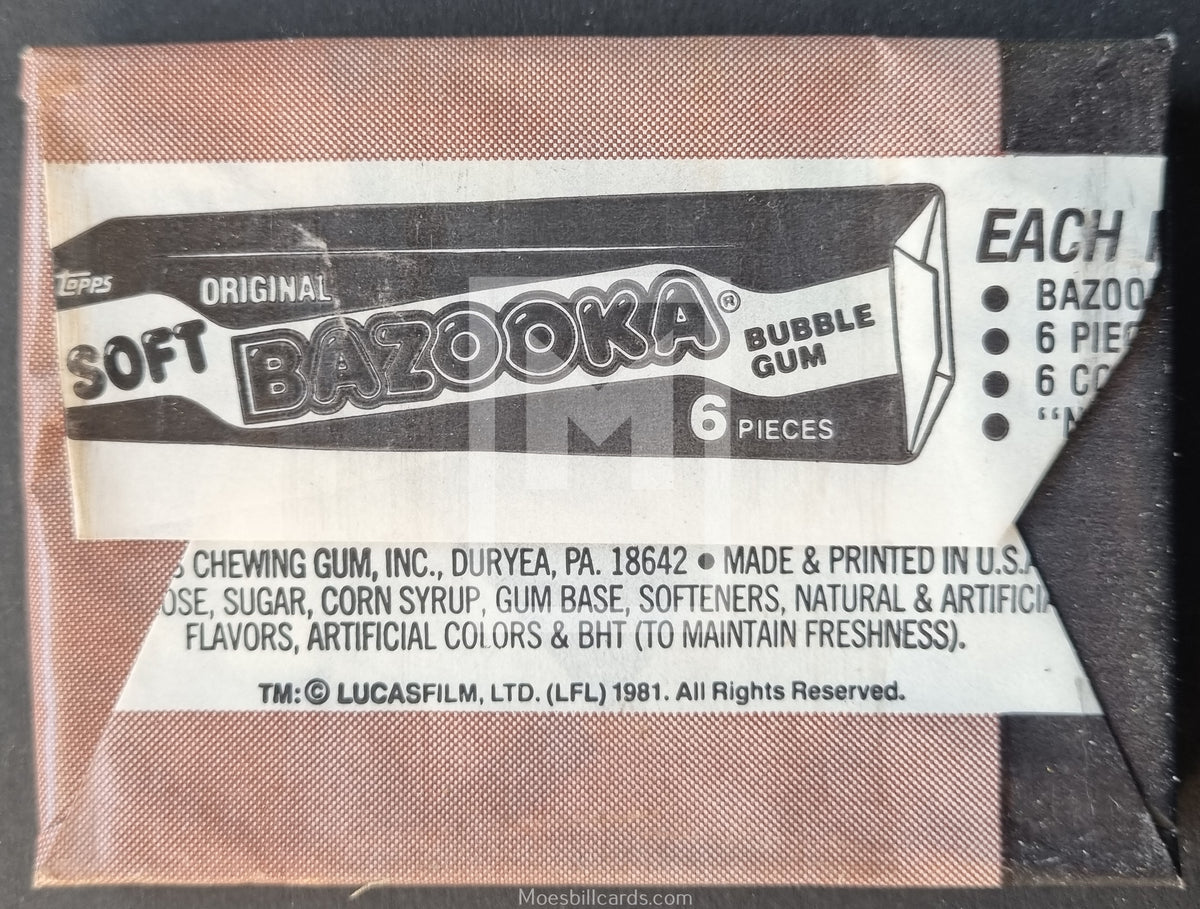 EACH
topps
ORIGINAL
SOFT
BAZOOKA®
BUBBLE
GUM
6 PIECES
● BAZOO
● 6 PIEC
● 6 CO
● “N
S CHEWING GUM, INC., DURYEA, PA. 18642 ● MADE & PRINTED IN U.S.A
OSE, SUGAR, CORN SYRUP, GUM BASE, SOFTENERS, NATURAL & ARTIFICIA
FLAVORS, ARTIFICIAL COLORS & BHT (TO MAINTAIN FRESHNESS).
TM:© LUCASFILM, LTD. (LFL) 1981. All Rights Reserved.
M
Moesbillcards.com